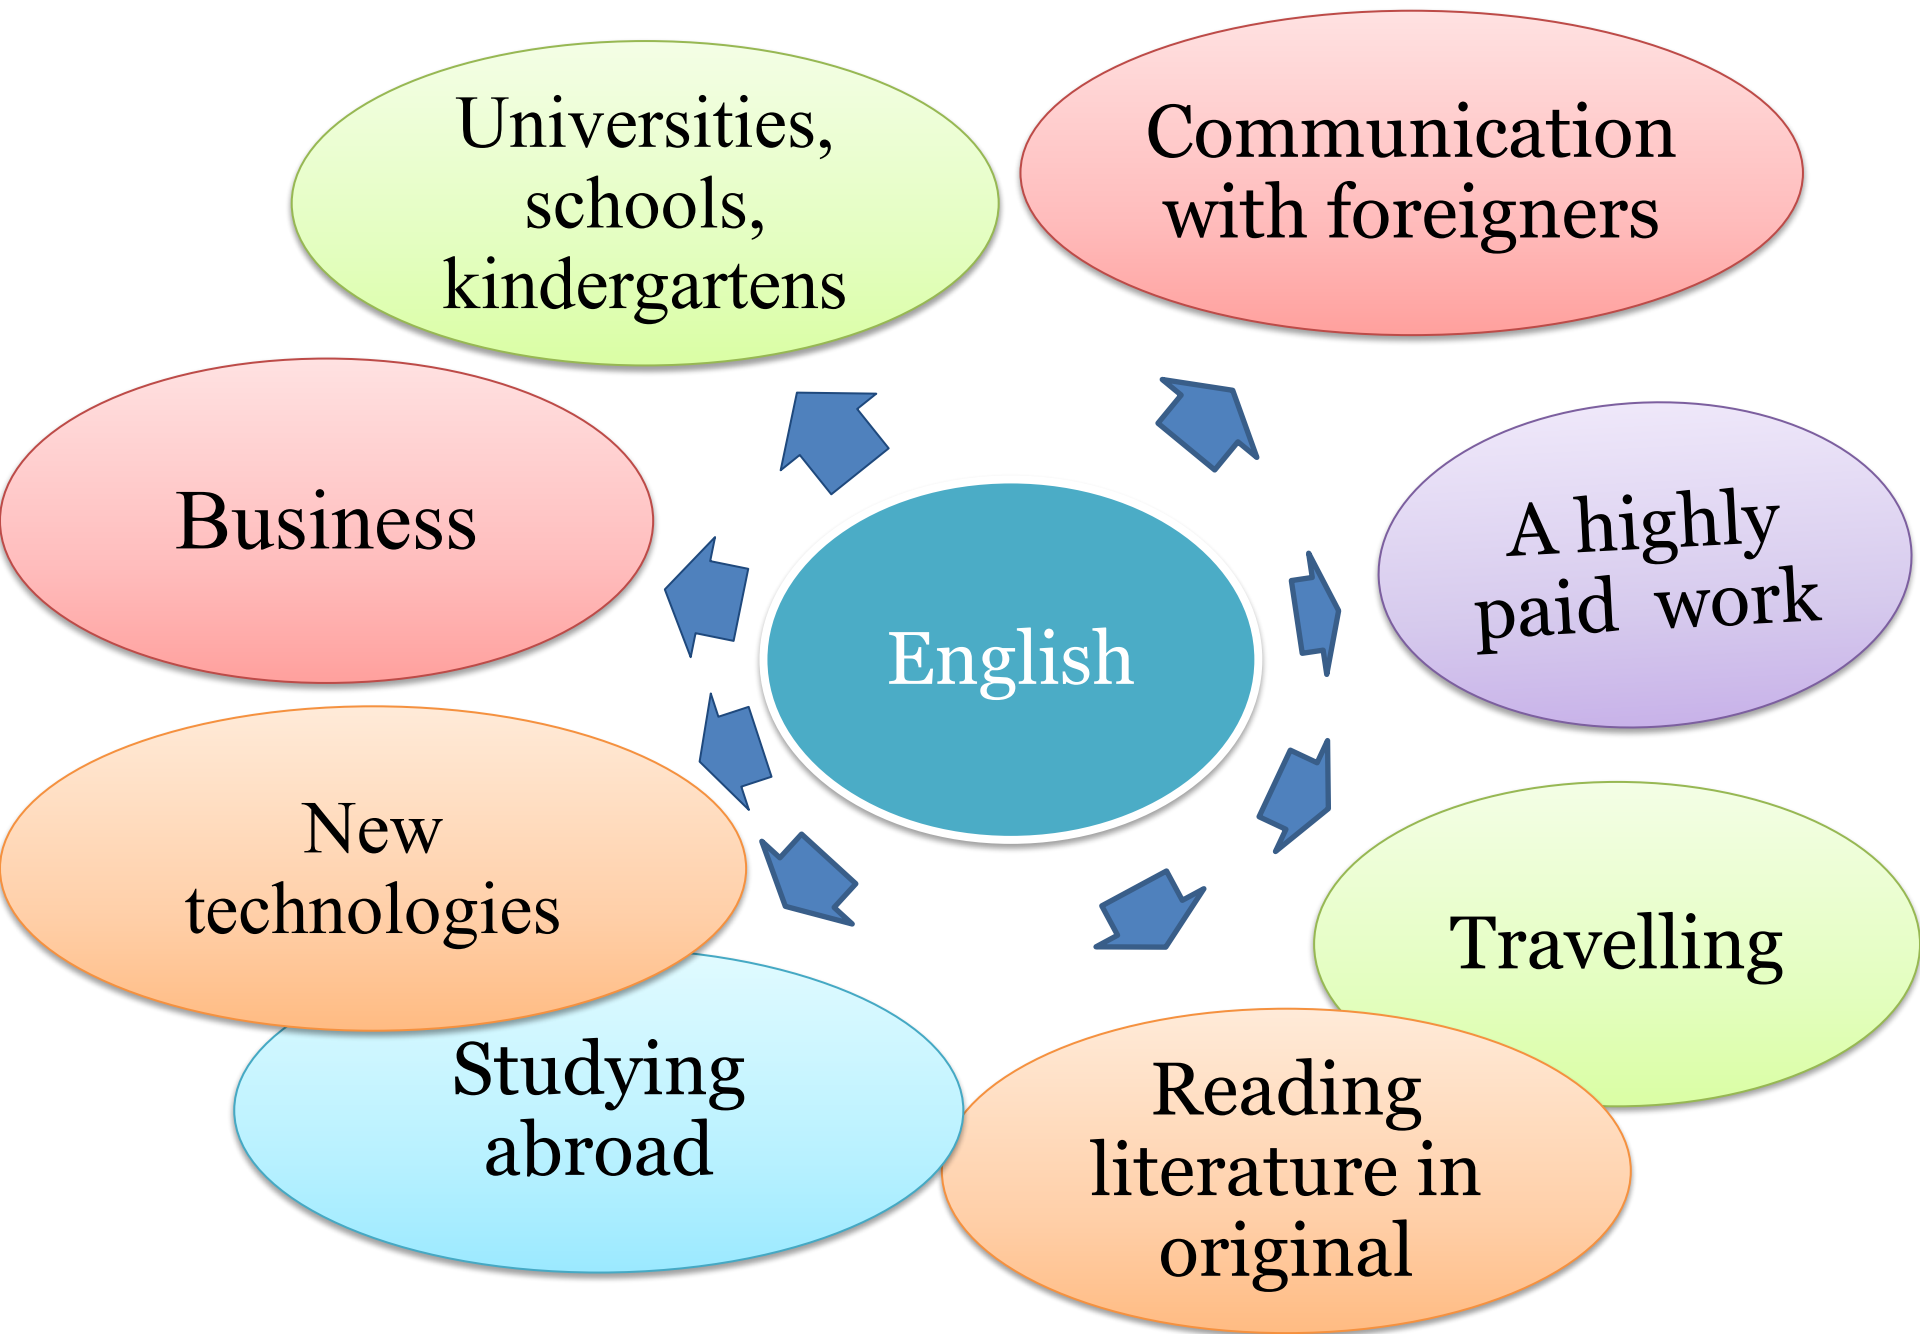 Universities,
schools,
kindergartens
Communication
with foreigners
Business
A highly
paid  work
English
New
technologies
Travelling
Studying
abroad
Reading
literature in
original